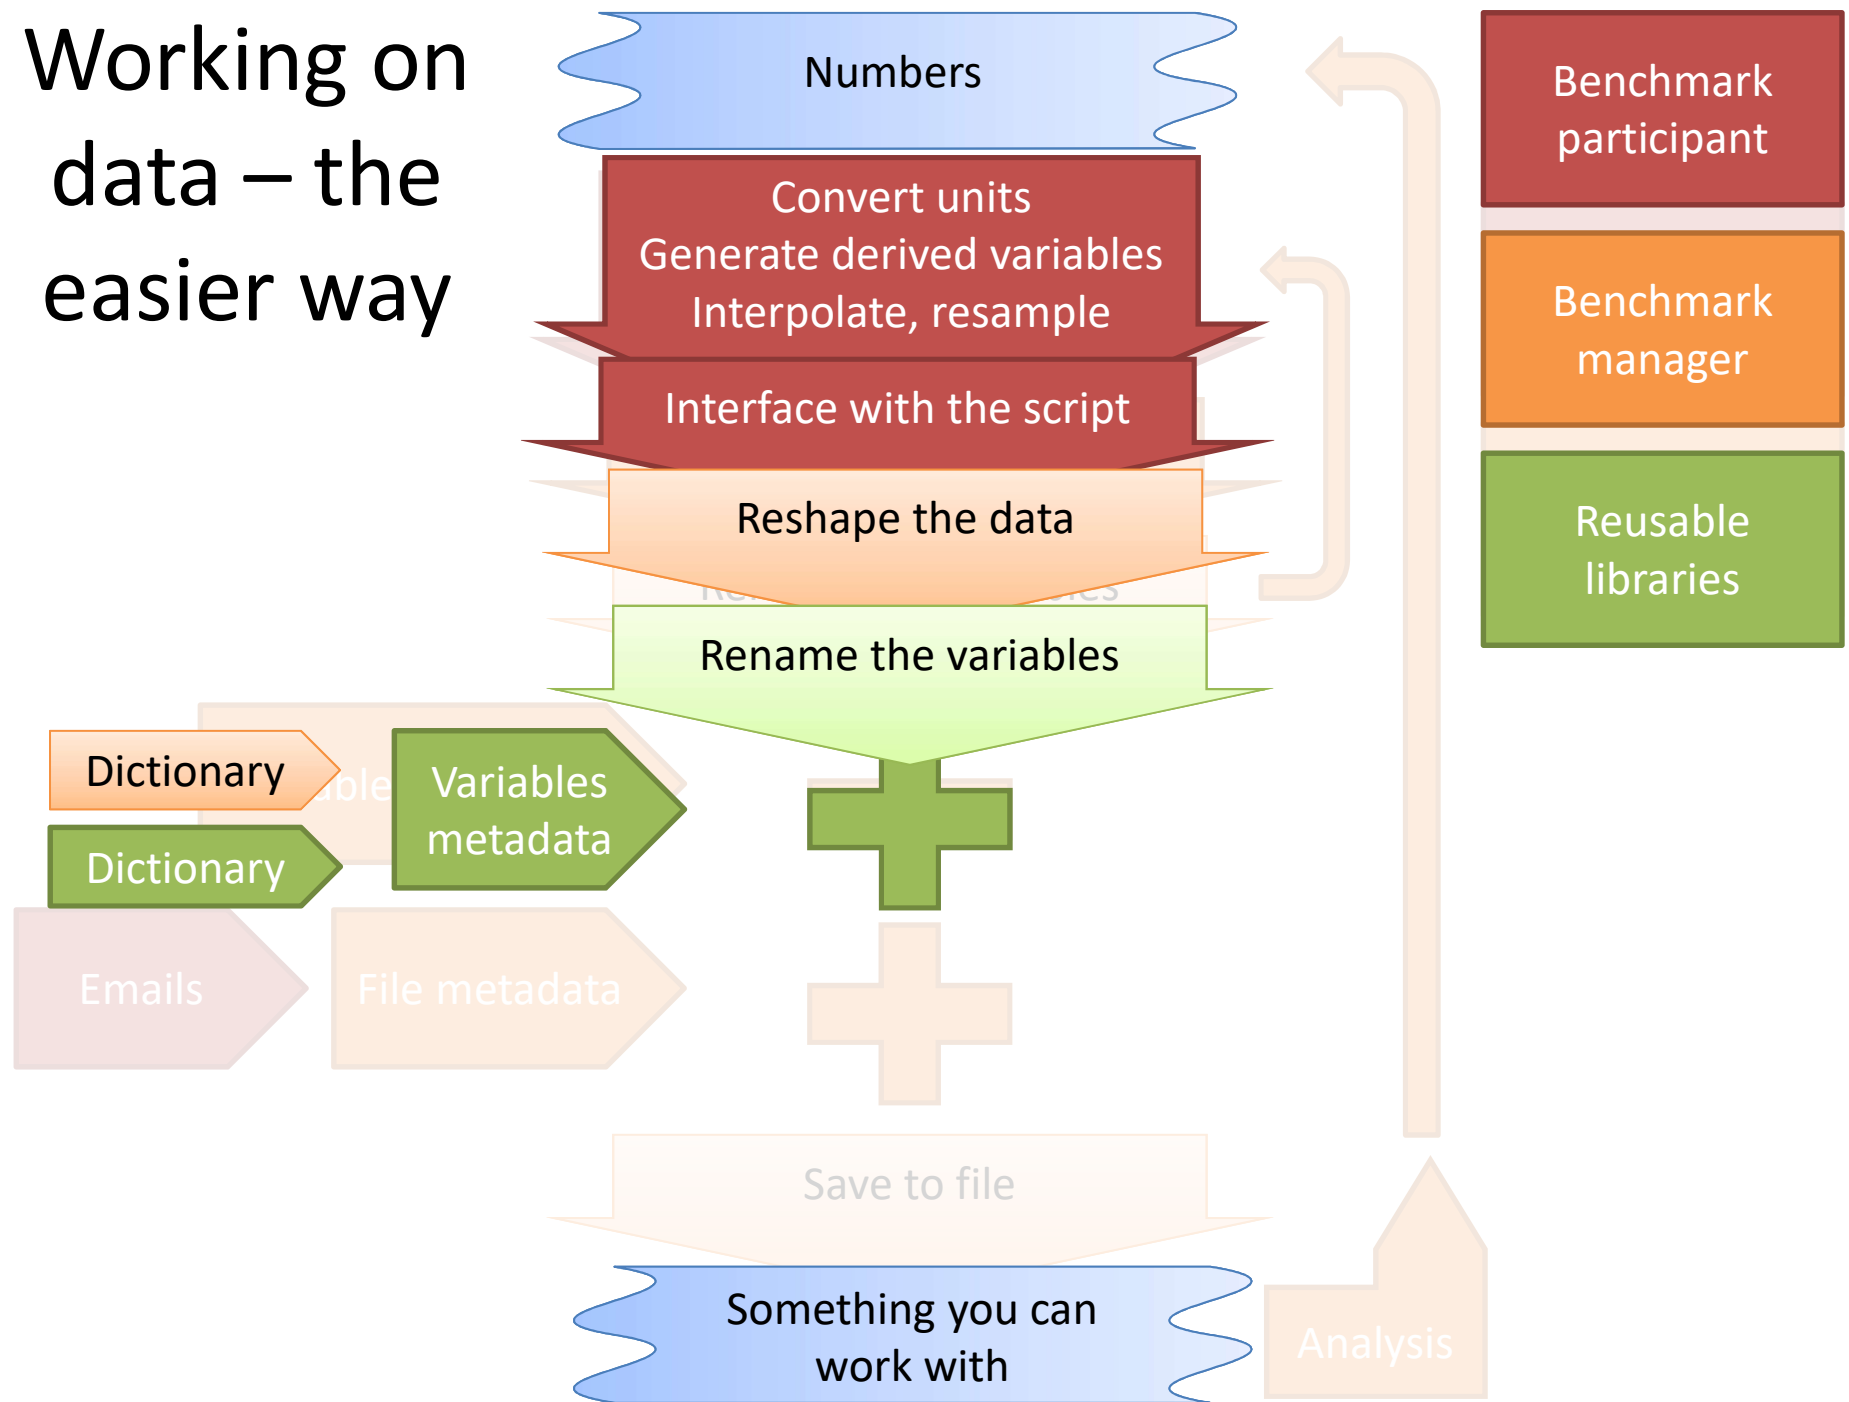 Working on
data – the
easier way
Numbers
Convert units
Generate derived variables
Interpolate, resample
Interface with the script
Reshape the data
Rename the variables
Dictionary
Dictionary
Variables
metadata
Emails
File metadata
Save to file
Something you can
work with
Analysis
Benchmark
participant
Benchmark
manager
Reusable
libraries